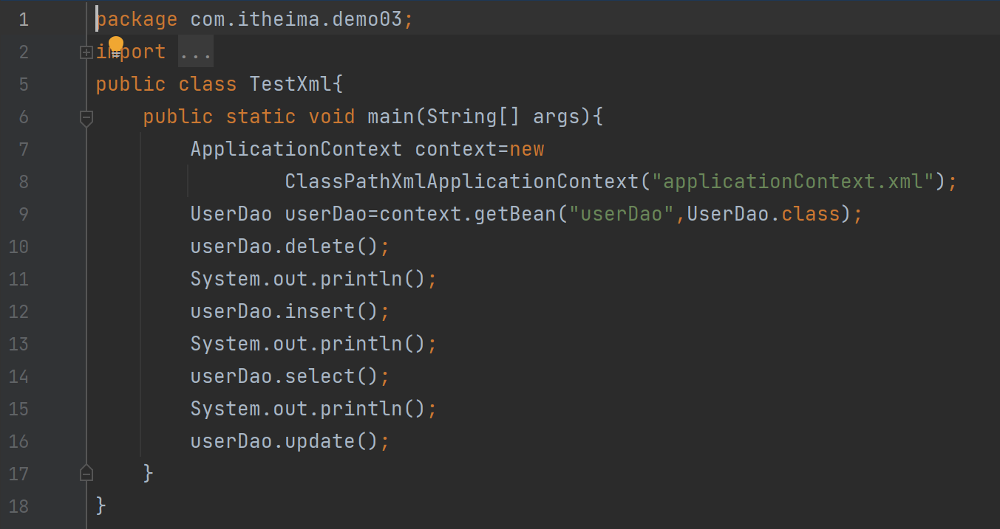 1 package com.itheima.demo03;
2 import ...
5 public class TestXml{
6 public static void main(String[] args){
7 ApplicationContext context=new
8 ClassPathXmlApplicationContext("applicationContext.xml");
9 UserDao userDao=context.getBean("userDao",UserDao.class);
10 userDao.delete();
11 System.out.println();
12 userDao.insert();
13 System.out.println();
14 userDao.select();
15 System.out.println();
16 userDao.update();
17 }
18 }